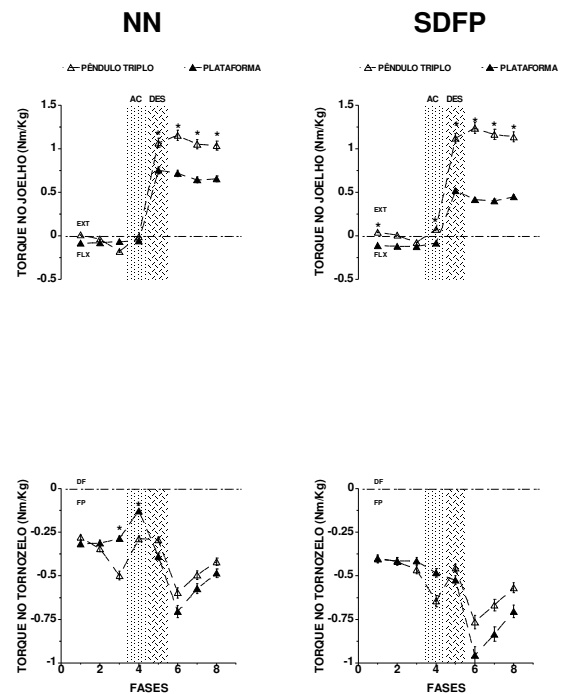 NN
SDFP
PÊNDULO TRIPLO PLATAFORMA
PÊNDULO TRIPLO PLATAFORMA
AC DES
AC DES
TORQUE NO JOELHO (Nm/Kg)
1.5
1
0.5
0
-0.5
EXT
FLX
* * * *
TORQUE NO JOELHO (Nm/Kg)
1.5
1
0.5
0
-0.5
EXT
FLX
* * * * * *
TORQUE NO TORNOZELO (Nm/Kg)
0
-0.25
-0.5
-0.75
-1
DF
FP
* *
0 2 4 6 8
FASES
TORQUE NO TORNOZELO (Nm/Kg)
0
-0.25
-0.5
-0.75
-1
DF
FP
0 2 4 6 8
FASES